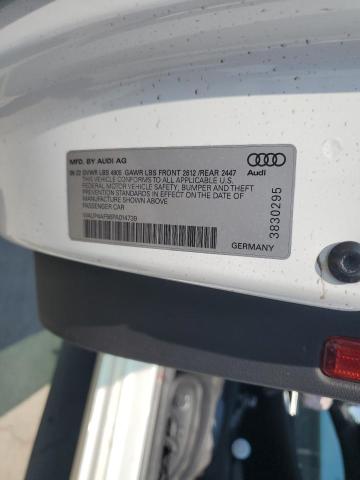 MFD. BY AUDI AG
GVWR LBS 4905 GAWR LBS FRONT 2612 /REAR 2447
THIS VEHICLE CONFORMS TO ALL APPLICABLE U.S.
FEDERAL MOTOR VEHICLE SAFETY, BUMPER AND THEFT
PREVENTION STANDARDS IN EFFECT ON THE DATE OF
MANUFACTURE SHOWN ABOVE.
PASSENGER CAR
Audi
3830295
GERMANY